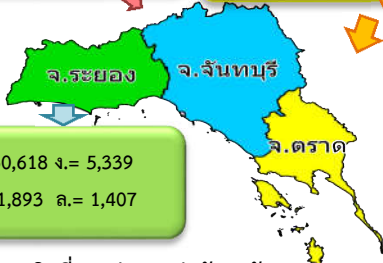 จ.ระยอง
จ.จันทบุรี
จ.ตราด
0,618 ง.= 5,339
1,893 ล.= 1,407